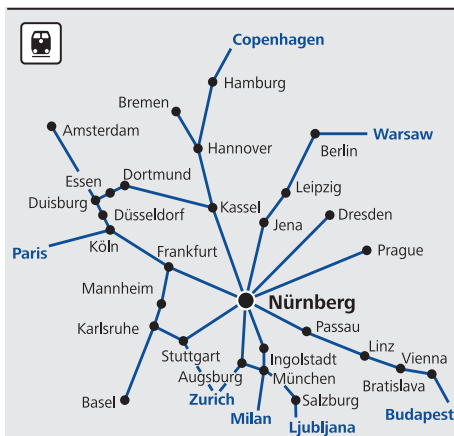 Copenhagen
Hamburg
Bremen
Amsterdam
Warsaw
Hannover
Berlin
Essen
Dortmund
Leipzig
Duisburg
Kassel
Düsseldorf
Dresden
Jena
Köln
Paris
Frankfurt
Prague
Mannheim
Nürnberg
Karlsruhe
Passau
Stuttgart
Ingolstadt
Linz
Vienna
Augsburg
München
Bratislava
Basel
Zurich
Salzburg
Milan
Budapest
Ljubljana